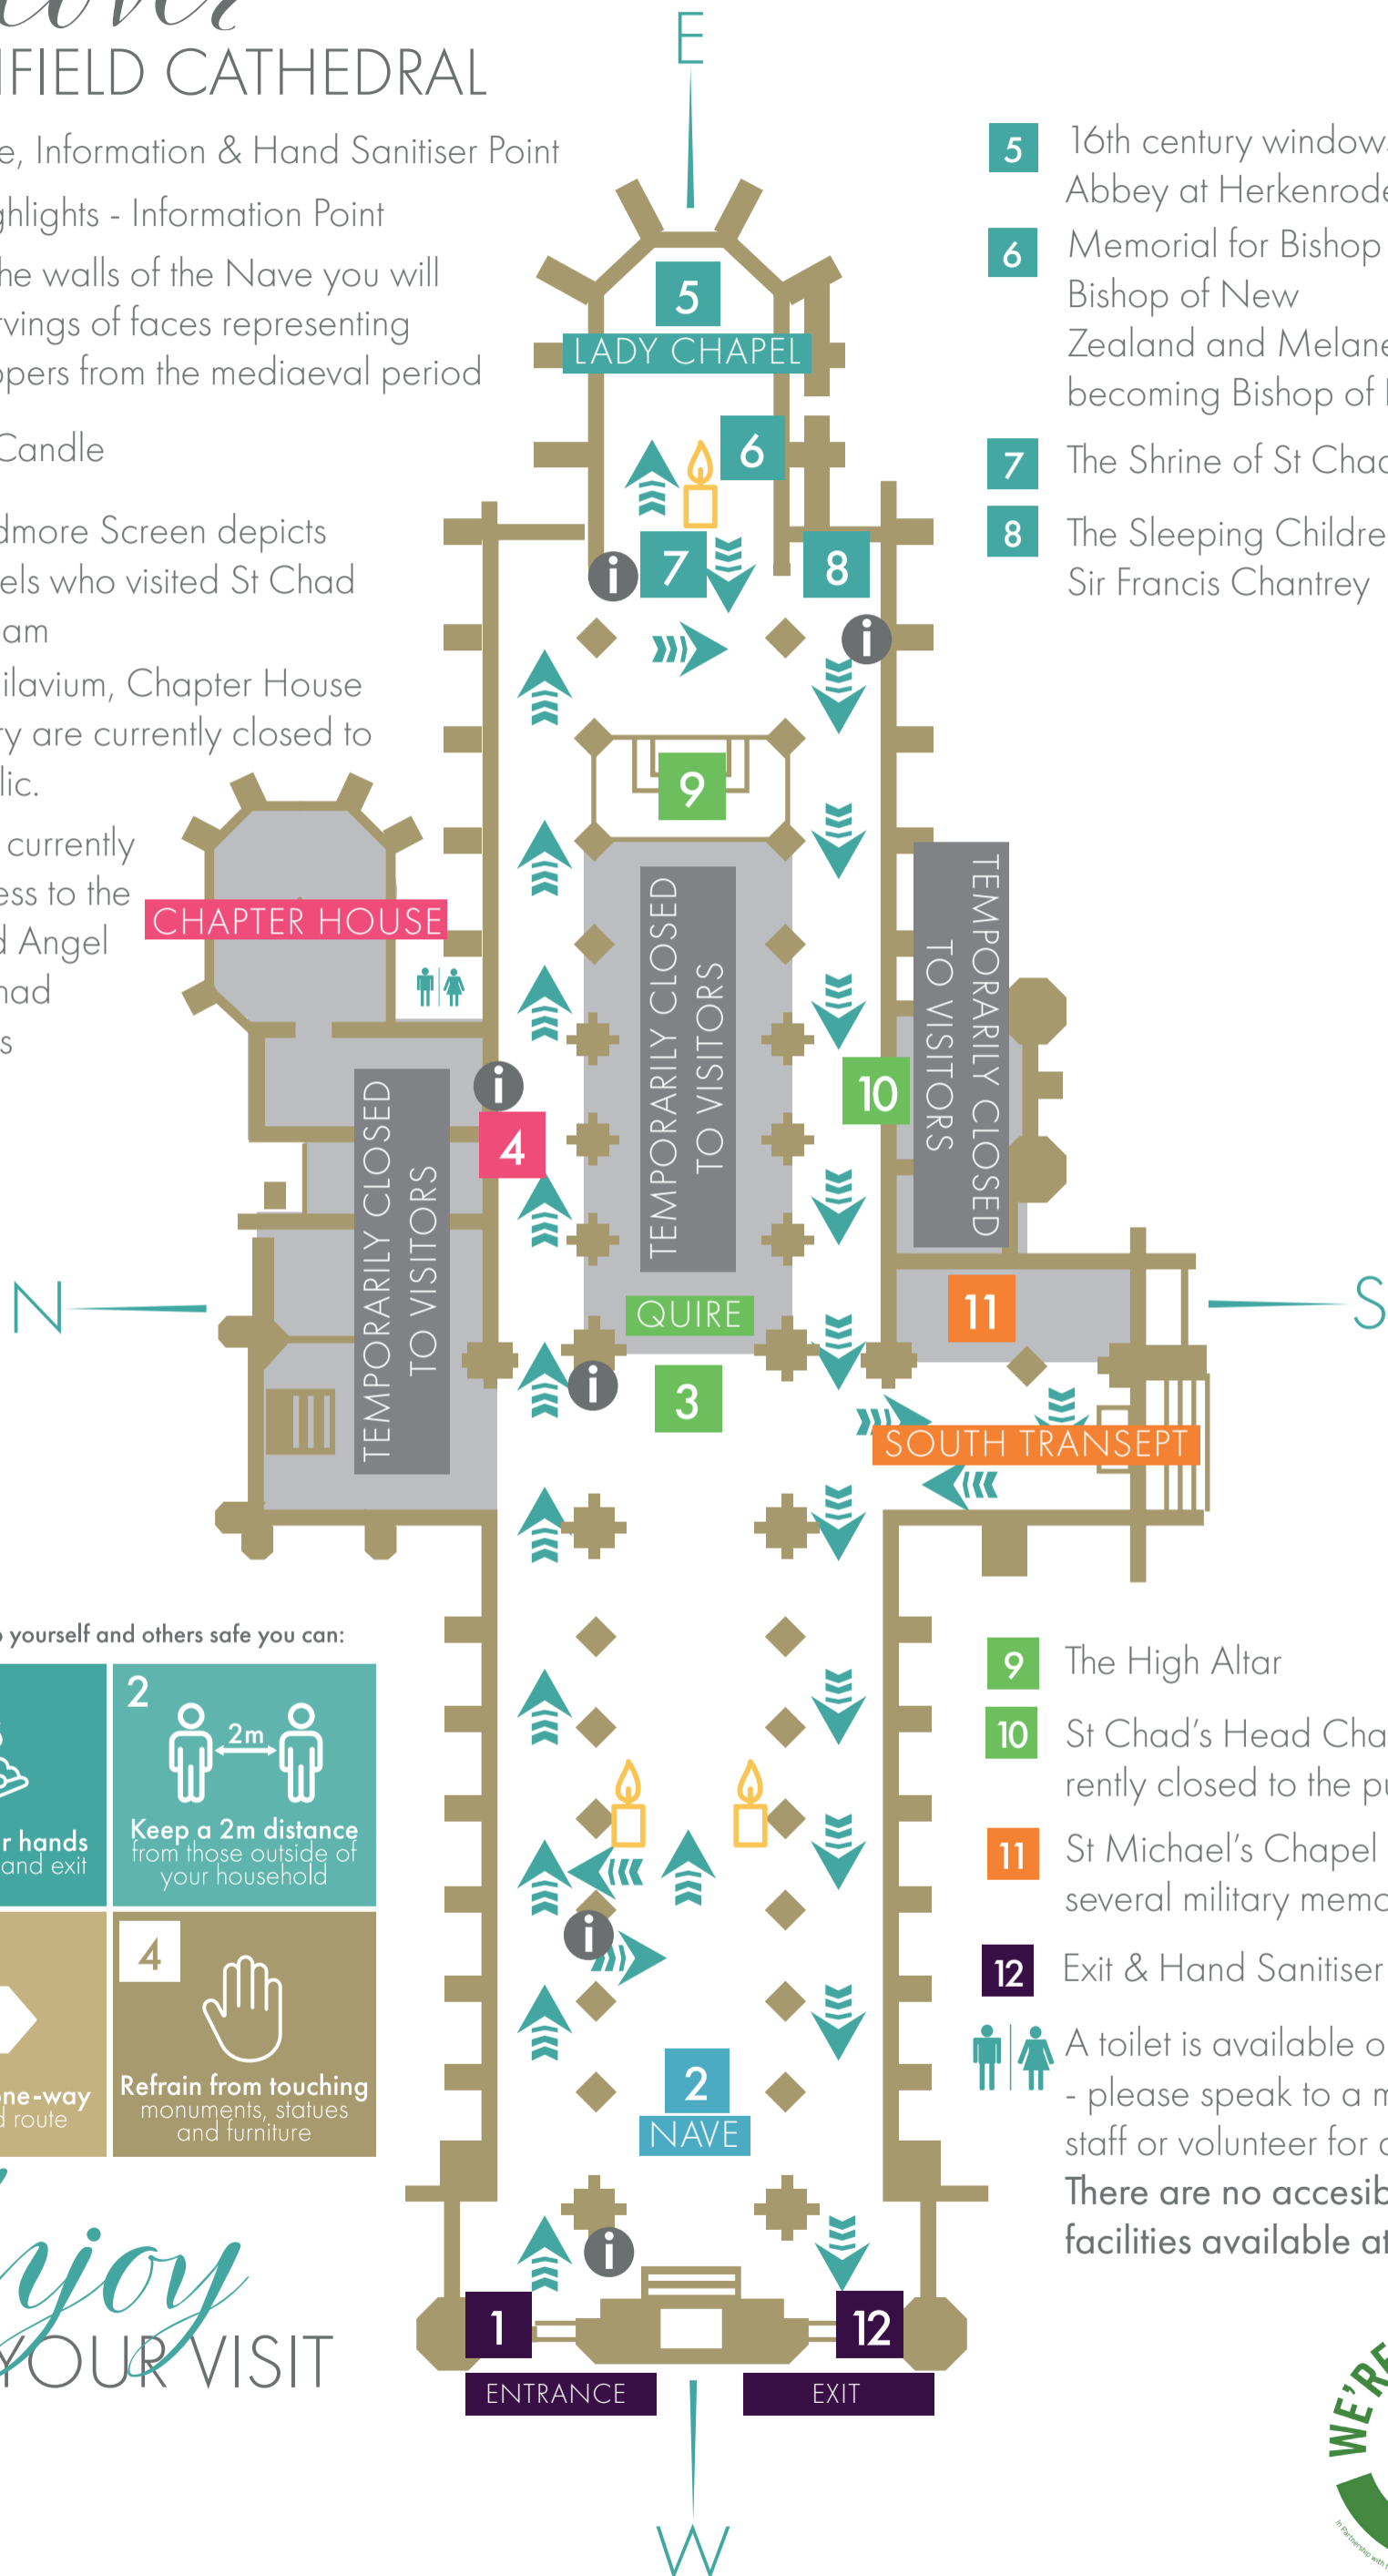 FIELD CATHEDRAL
Information & Hand Sanitiser Point
- Information Point
he walls of the Nave you will
rvings of faces representing
from the mediaeval period
Candle
dmore Screen depicts
els who visited St Chad
am
ilavium, Chapter House
ry are currently closed to
lic.
currently
ess to the
d Angel
had
s
E
5
16th century windows
Abbey at Herkenrode
6
Memorial for Bishop
Bishop of New
Zealand and Melane
becoming Bishop of
7
The Shrine of St Chad
8
The Sleeping Childre
Sir Francis Chantrey
5
LADY CHAPEL
6
i
7
8
i
9
CHAPTER HOUSE
TEMPORARILY CLOSED
TO VISITORS
TEMPORARILY CLOSED
TO VISITORS
i
4
10
TEMPORARILY CLOSED
TO VISITORS
N
S
QUIRE
11
i
3
SOUTH TRANSEPT
yourself and others safe you can:
r hands
and exit
2
2m
Keep a 2m distance
from those outside of
your household
ne-way
route
4
Refrain from touching
monuments, statues
and furniture
njoy
YOUR VISIT
i
2
NAVE
i
1
12
ENTRANCE
EXIT
W
9
The High Altar
10
St Chad's Head Cha
rently closed to the pu
11
St Michael's Chapel
several military memo
12
Exit & Hand Sanitiser
A toilet is available o
- please speak to a m
staff or volunteer for
There are no accesib
facilities available at
WE'RE
In Partnership with